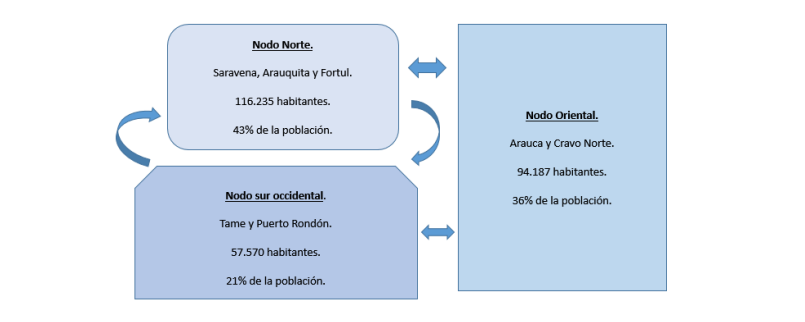 Nodo Norte.
Saravena, Arauquita y Fortul.
116.235 habitantes.
43% de la población.
Nodo Oriental.
Arauca y Cravo Norte.
94.187 habitantes.
36% de la población.
Nodo sur occidental.
Tame y Puerto Rondón.
57.570 habitantes.
21% de la población.